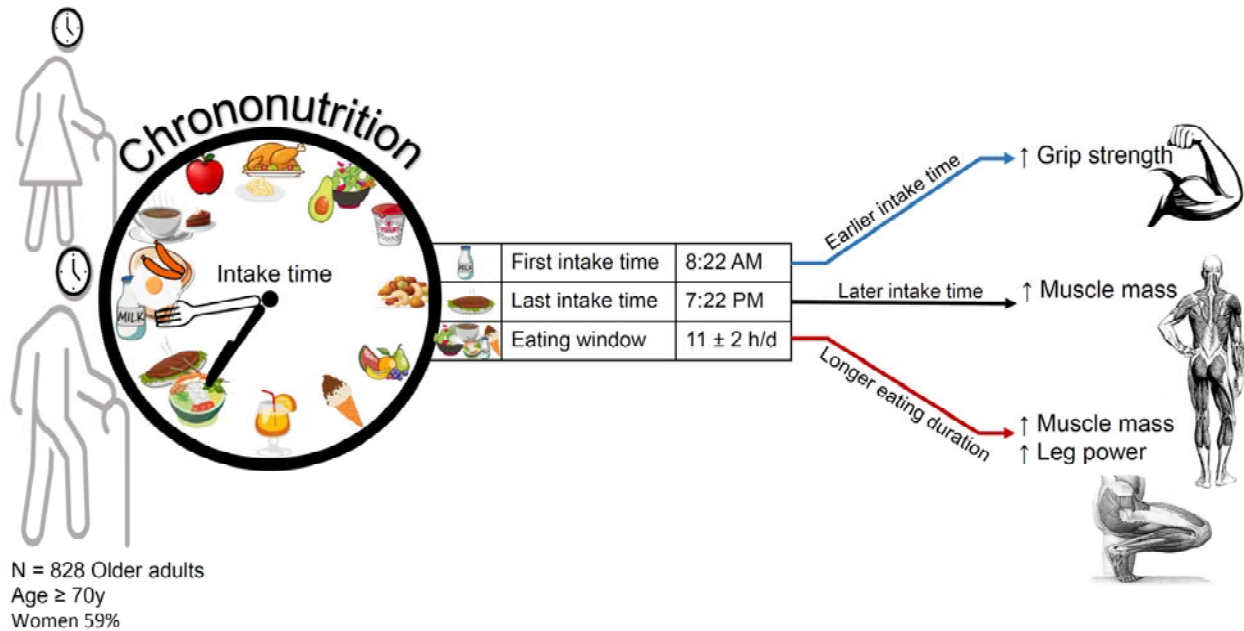 Chrononutrition
Intake time
MILK
MILK
First intake time 8:22 AM
Last intake time 7:22 PM
Eating window 11 ± 2 h/d
Earlier intake time
Later intake time
Longer eating duration
↑ Grip strength
↑ Muscle mass
↑ Muscle mass
↑ Leg power
N = 828 Older adults
Age ≥ 70y
Women 59%